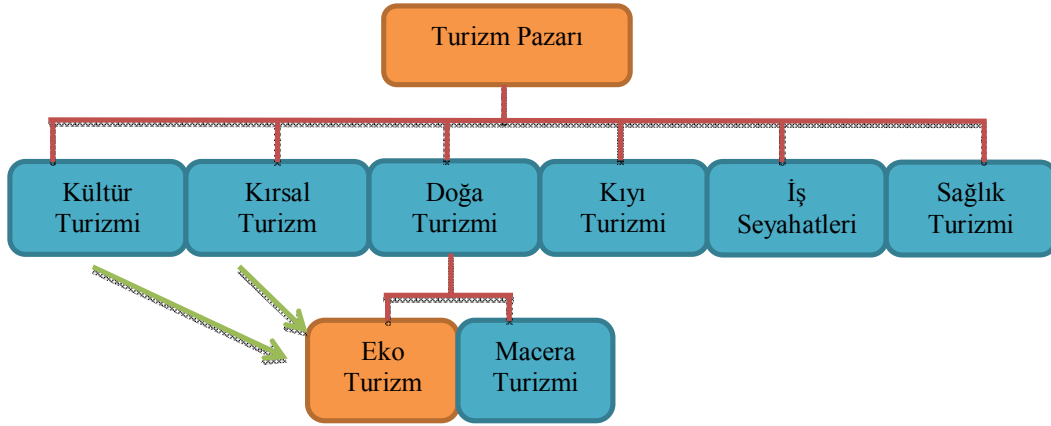 Turizm Pazarı
Kültür
Turizmi
Kırsal
Turizm
Doğa
Turizmi
Kıyı
Turizmi
İş
Seyahatleri
Sağlık
Turizmi
Eko
Turizm
Macera
Turizmi